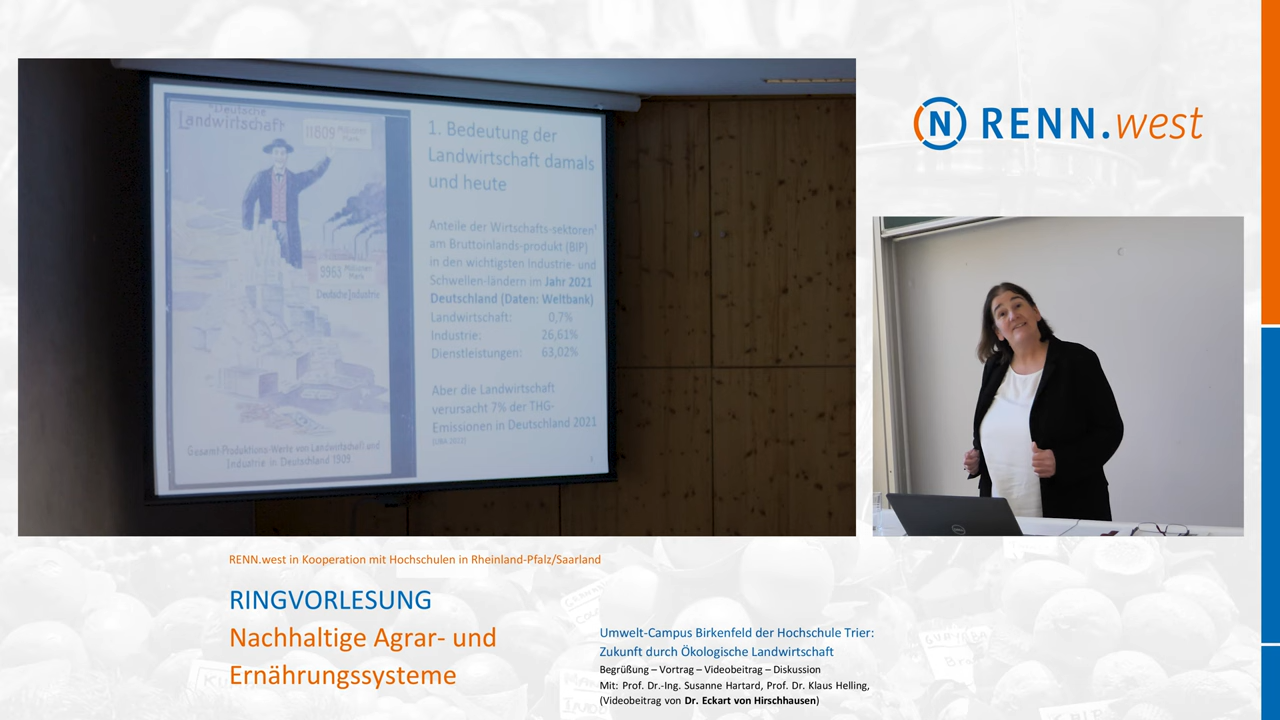 Deutsche
Landwirtschaft
11809 Millionen
Mark
9963 Millionen
Mark
Deutsche Industrie
Gesamt-Produktions-Werte von Landwirtschaft und
Industrie in Deutschland 1909.
1. Bedeutung der
Landwirtschaft damals
und heute
Anteile der Wirtschafts-sektoren
am Bruttoinlands-produkt (BIP)
in den wichtigsten Industrie- und
Schwellen-ländern im Jahr 2021
Deutschland (Daten: Weltbank)
Landwirtschaft: 0,7%
Industrie: 26,61%
Dienstleistungen: 63,02%
Aber die Landwirtschaft
verursacht 7% der THG-
Emissionen in Deutschland 2021
(UBA 2022)
N RENN.west
DELL
RENN.west in Kooperation mit Hochschulen in Rheinland-Pfalz/Saarland
RINGVORLESUNG
Nachhaltige Agrar- und
Ernährungssysteme
Umwelt-Campus Birkenfeld der Hochschule Trier:
Zukunft durch Ökologische Landwirtschaft
Begrüßung – Vortrag – Videobeitrag – Diskussion
Mit: Prof. Dr.-Ing. Susanne Hartard, Prof. Dr. Klaus Helling,
(Videobeitrag von Dr. Eckart von Hirschhausen)